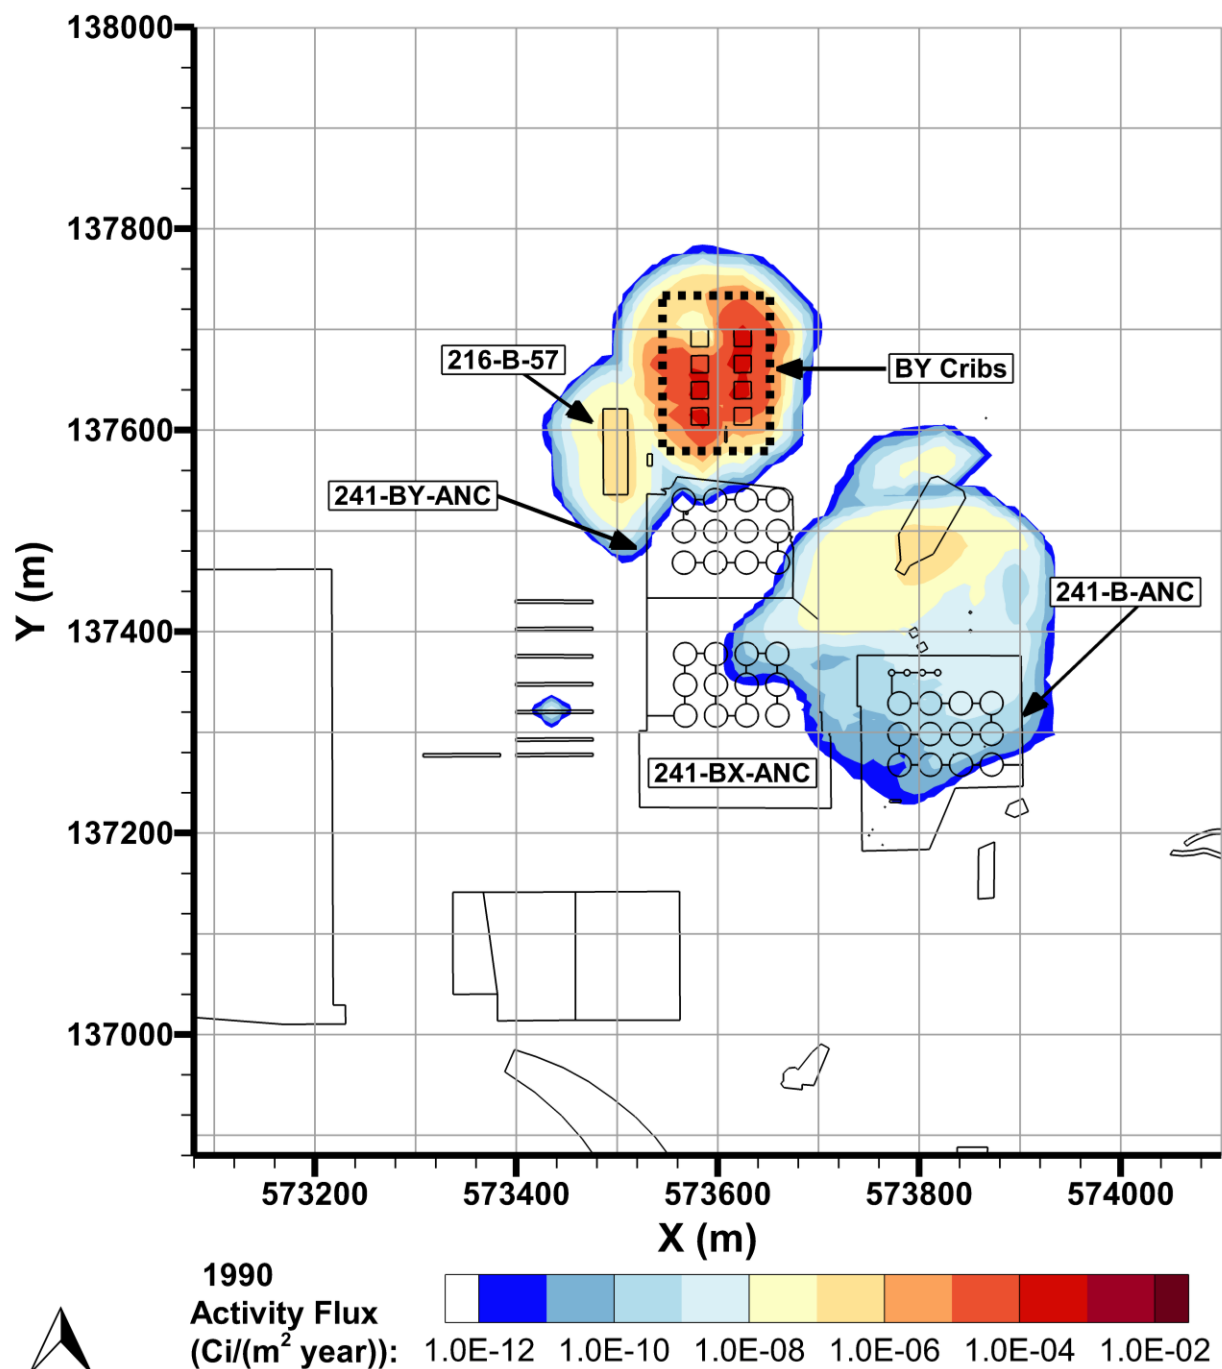 138000
137800
216-B-57
BY Cribs
137600
241-BY-ANC
241-B-ANC
Y (m)
137400
241-BX-ANC
137200
137000
573200 573400 573600 573800 574000
X (m)
1990
Activity Flux
(Ci/(m² year)):
1.0E-12 1.0E-10 1.0E-08 1.0E-06 1.0E-04 1.0E-02